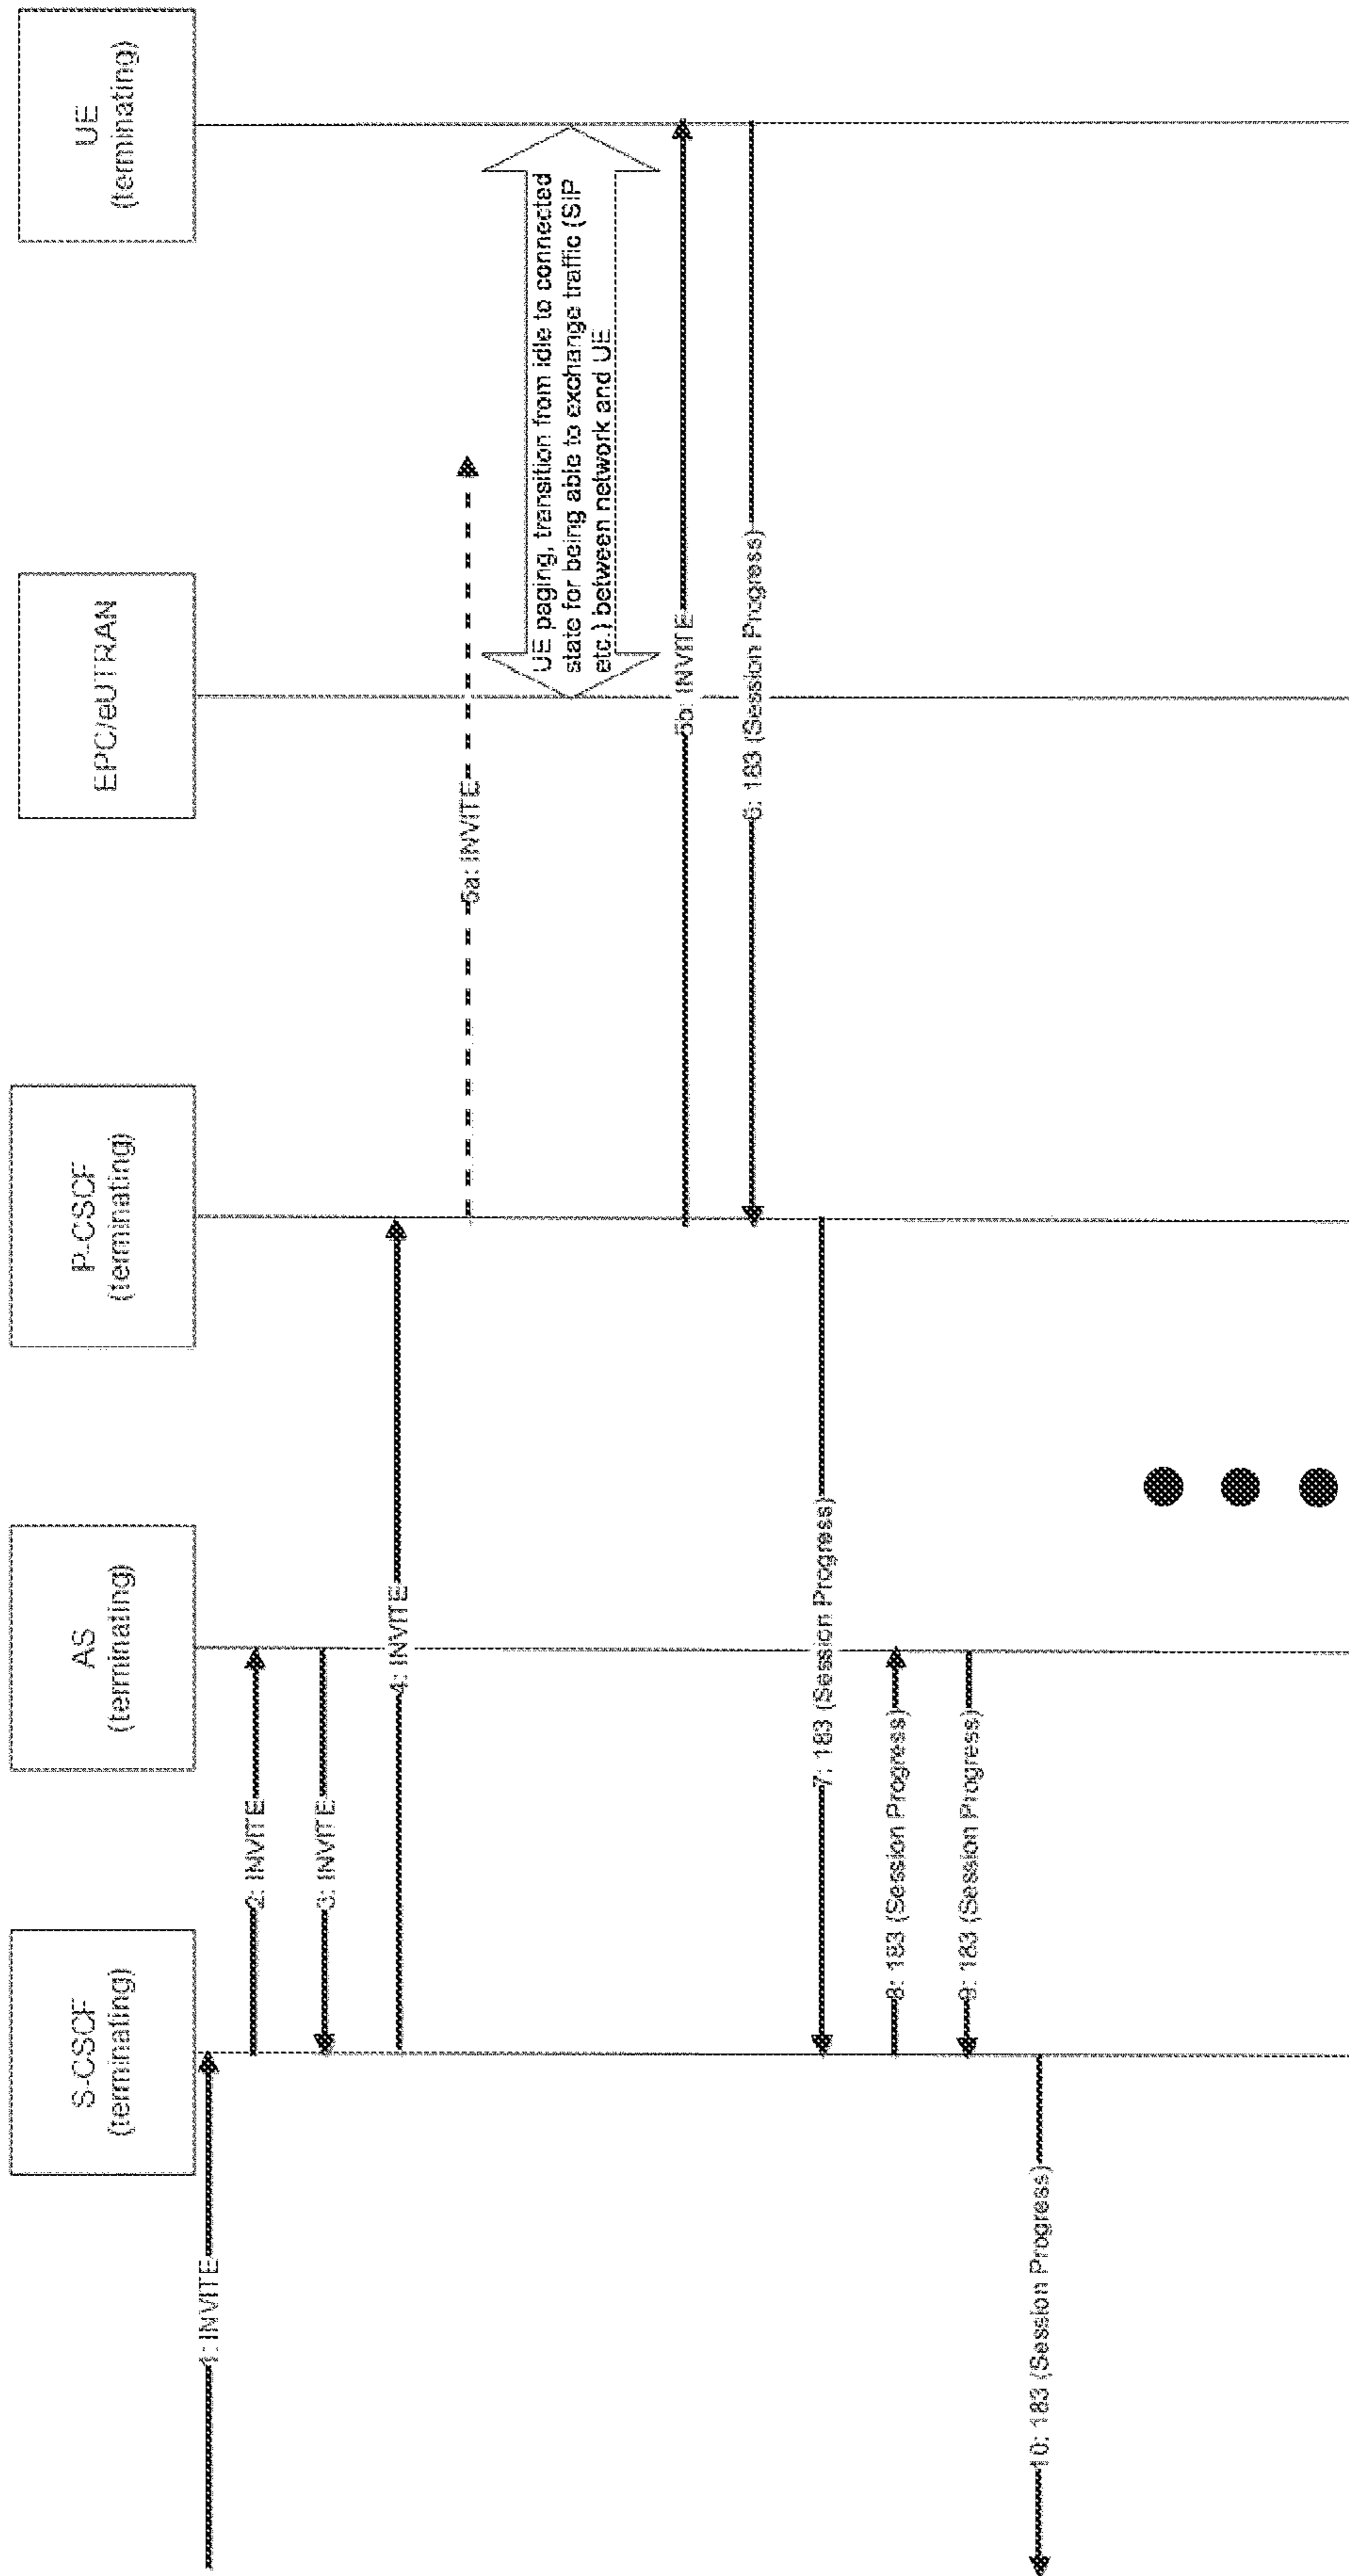 S-CSCF
(terminating)
AS
(terminating)
P-CSCF
(terminating)
EPC/eUTRAN
UE
(terminating)
1: INVITE
2: INVITE
3: INVITE
4: INVITE
5a: INVITE
UE paging, transition from idle to connected
state for being able to exchange traffic (SIP
etc.) between network and UE
5b: INVITE
6: 183 (Session Progress)
7: 183 (Session Progress)
8: 183 (Session Progress)
9: 183 (Session Progress)
10: 183 (Session Progress)